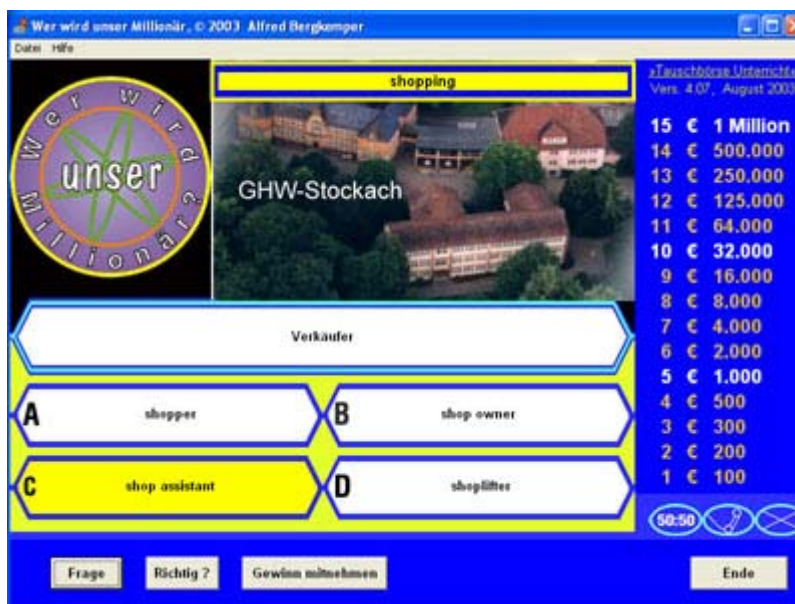 Wer wird unser Millionär, © 2003 Alfred Bergkemper
Datei Hilfe
Wer wird
unser
Millionär?
shopping
GHW-Stockach
»Tauschbörse Unterricht«
Vers. 4.07, August 2003
15 € 1 Million
14 € 500.000
13 € 250.000
12 € 125.000
11 € 64.000
10 € 32.000
9 € 16.000
8 € 8.000
7 € 4.000
6 € 2.000
5 € 1.000
4 € 500
3 € 300
2 € 200
1 € 100
Verkäufer
A shopper
B shop owner
C shop assistant
D shoplifter
50:50
Frage
Richtig ?
Gewinn mitnehmen
Ende